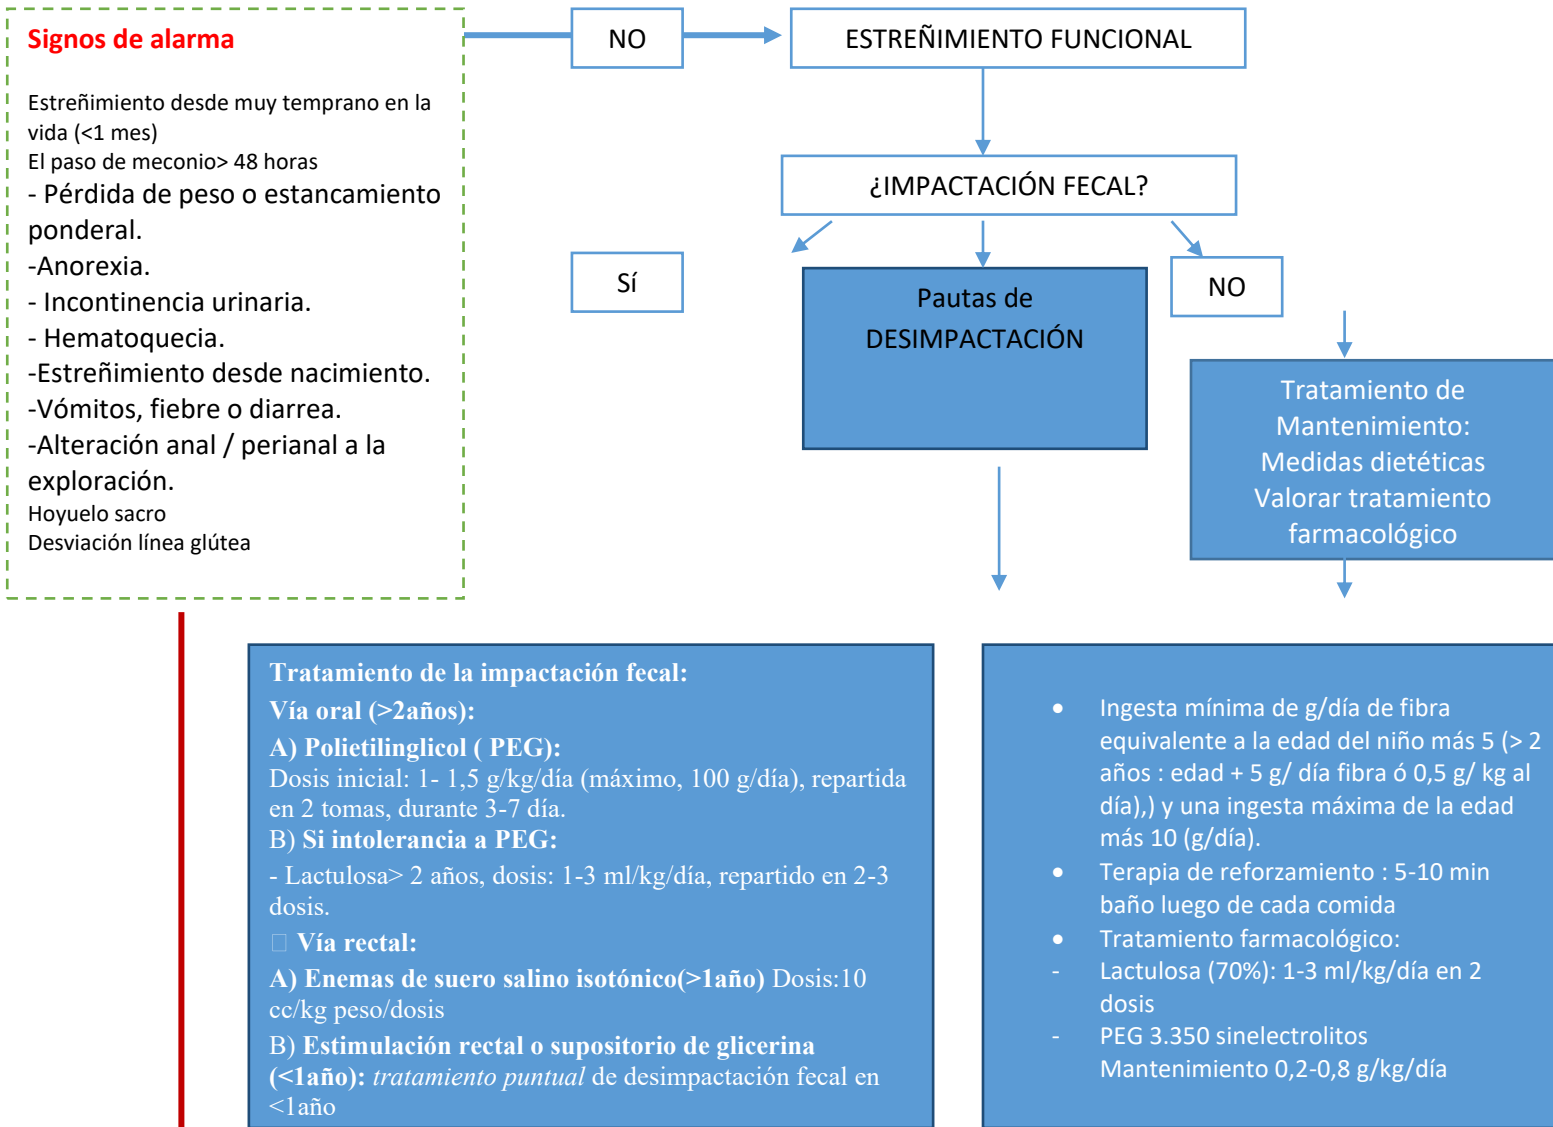 Signos de alarma
Estreñimiento desde muy temprano en la
vida (<1 mes)
El paso de meconio> 48 horas
- Pérdida de peso o estancamiento
ponderal.
-Anorexia.
- Incontinencia urinaria.
- Hematoquecia.
-Estreñimiento desde nacimiento.
-Vómitos, fiebre o diarrea.
-Alteración anal / perianal a la
exploración.
Hoyuelo sacro
Desviación línea glútea
NO
ESTREÑIMIENTO FUNCIONAL
¿IMPACTACIÓN FECAL?
Sí
Pautas de
DESIMPACTACIÓN
NO
Tratamiento de
Mantenimiento:
Medidas dietéticas
Valorar tratamiento
farmacológico
Tratamiento de la impactación fecal:
Vía oral (>2años):
A) Polietilinglicol ( PEG):
Dosis inicial: 1- 1,5 g/kg/día (máximo, 100 g/día), repartida
en 2 tomas, durante 3-7 día.
B) Si intolerancia a PEG:
- Lactulosa> 2 años, dosis: 1-3 ml/kg/día, repartido en 2-3
dosis.
Vía rectal:
A) Enemas de suero salino isotónico(>1año) Dosis:10
cc/kg peso/dosis
B) Estimulación rectal o supositorio de glicerina
(<1año): tratamiento puntual de desimpactación fecal en
<1año
• Ingesta mínima de g/día de fibra
equivalente a la edad del niño más 5 (> 2
años : edad + 5 g/ día fibra ó 0,5 g/ kg al
día),) y una ingesta máxima de la edad
más 10 (g/día).
• Terapia de reforzamiento : 5-10 min
baño luego de cada comida
• Tratamiento farmacológico:
- Lactulosa (70%): 1-3 ml/kg/día en 2
dosis
- PEG 3.350 sinelectrolitos
Mantenimiento 0,2-0,8 g/kg/día